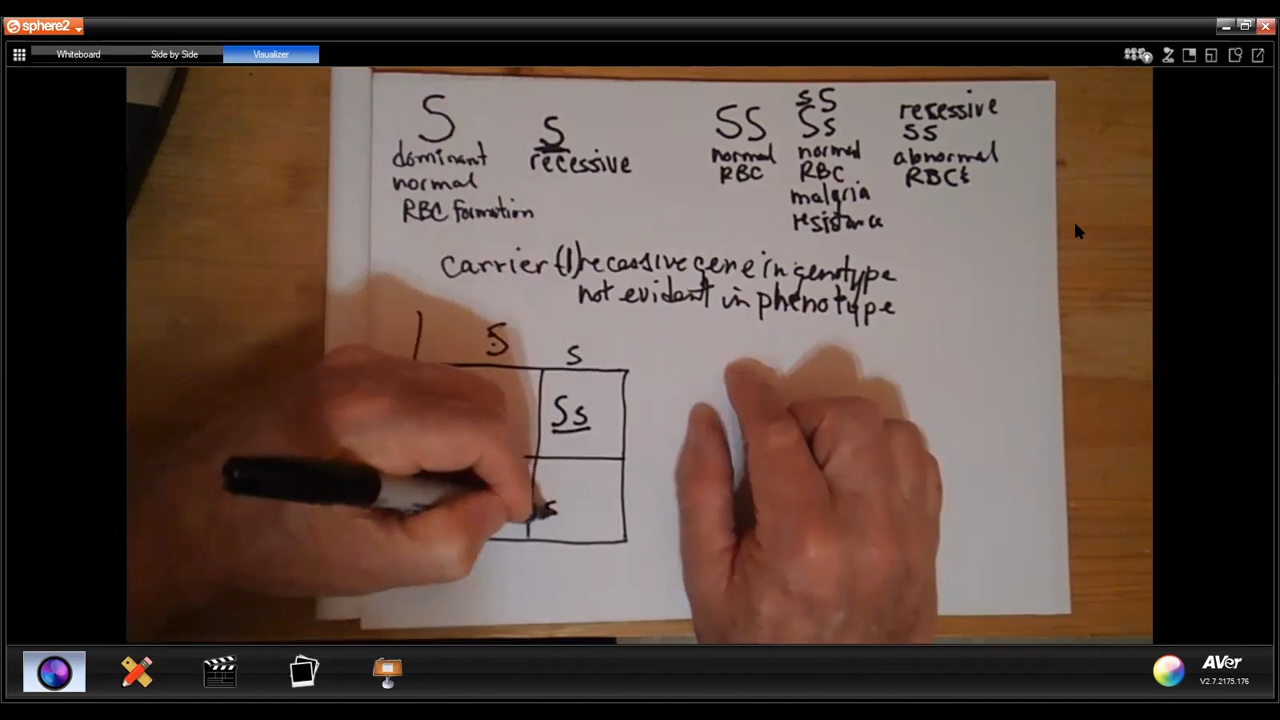 sphere2
Whiteboard
Side by Side
Visualizer
S
dominant
normal
RBC formation
s
recessive
SS
normal
RBC
sS
Ss
normal
RBC
malaria
resistance
recessive
ss
abnormal
RBCs
carrier (1) recessive gene in genotype
not evident in phenotype
S
s
Ss
s
AVer
V2.7.2175.176